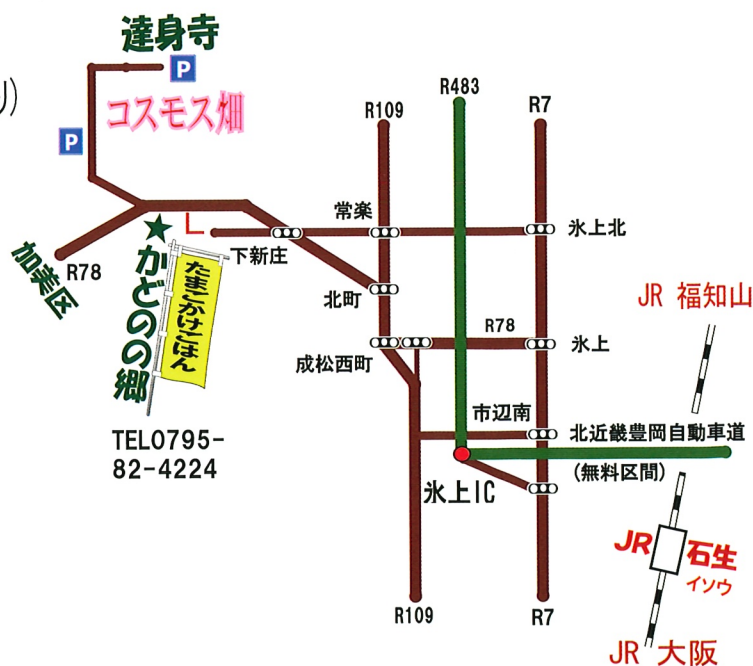 達身寺
P
り)
コスモス畑
P
R483
R109
R7
常楽
氷上北
下新庄
加美区
R78
かどのの郷
たまごかけごはん
北町
JR 福知山
R78
氷上
成松西町
市辺南
北近畿豊岡自動車道
(無料区間)
TEL0795-
82-4224
氷上IC
JR 石生
イソウ
R109
R7
JR 大阪